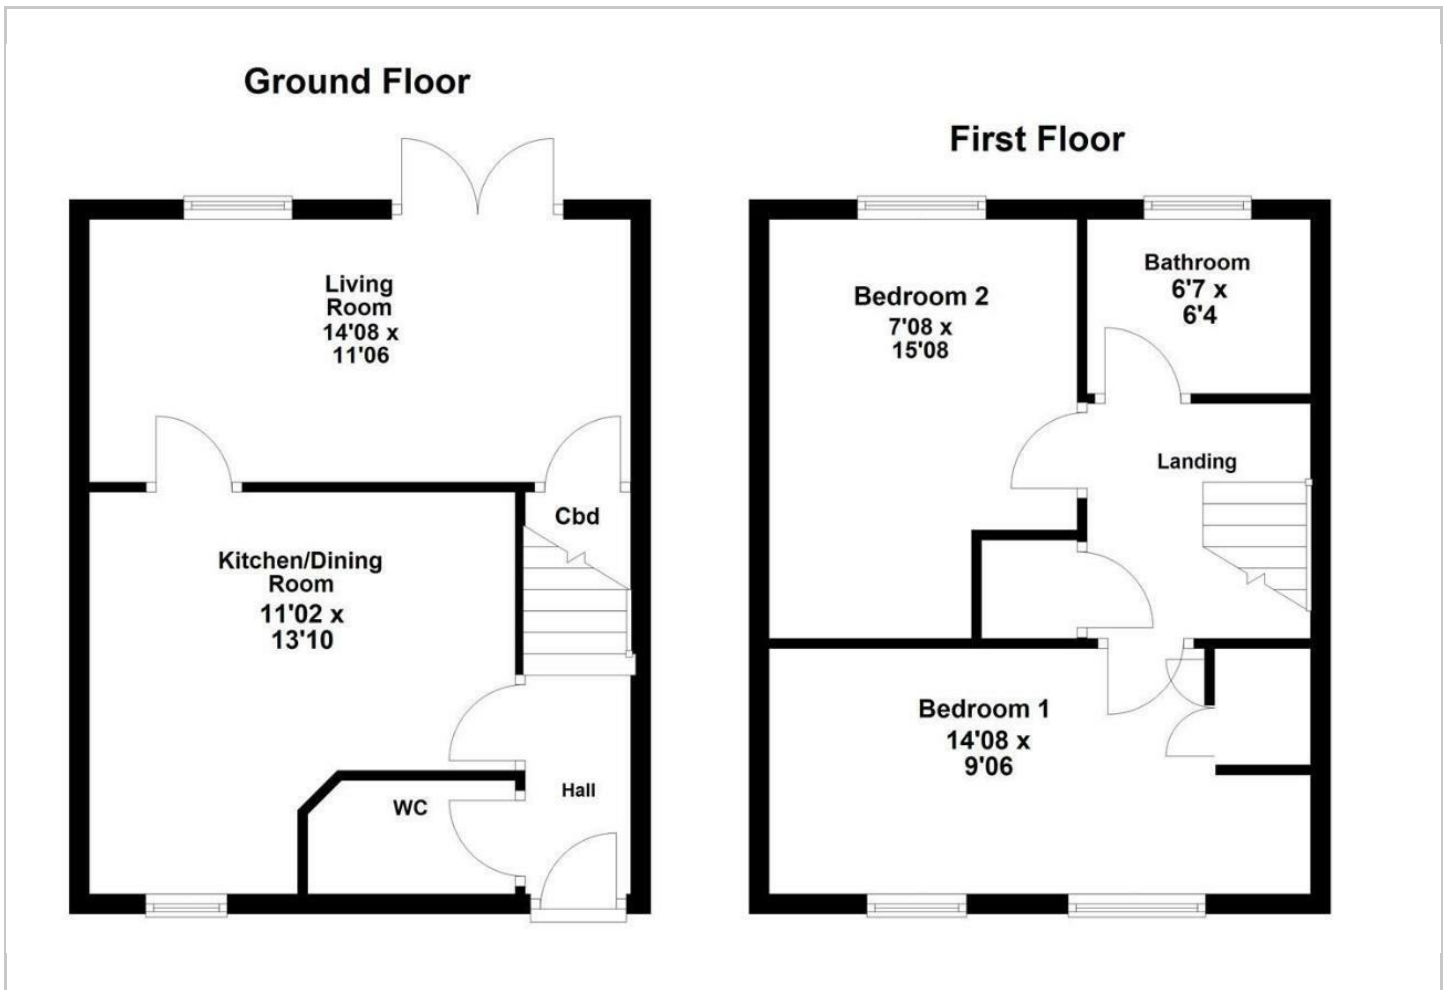 Ground Floor
Living
Room
14'08 x
11'06
Kitchen/Dining
Room
11'02 x
13'10
Cbd
WC
Hall
First Floor
Bedroom 2
7'08 x
15'08
Bathroom
6'7 x
6'4
Landing
Bedroom 1
14'08 x
9'06